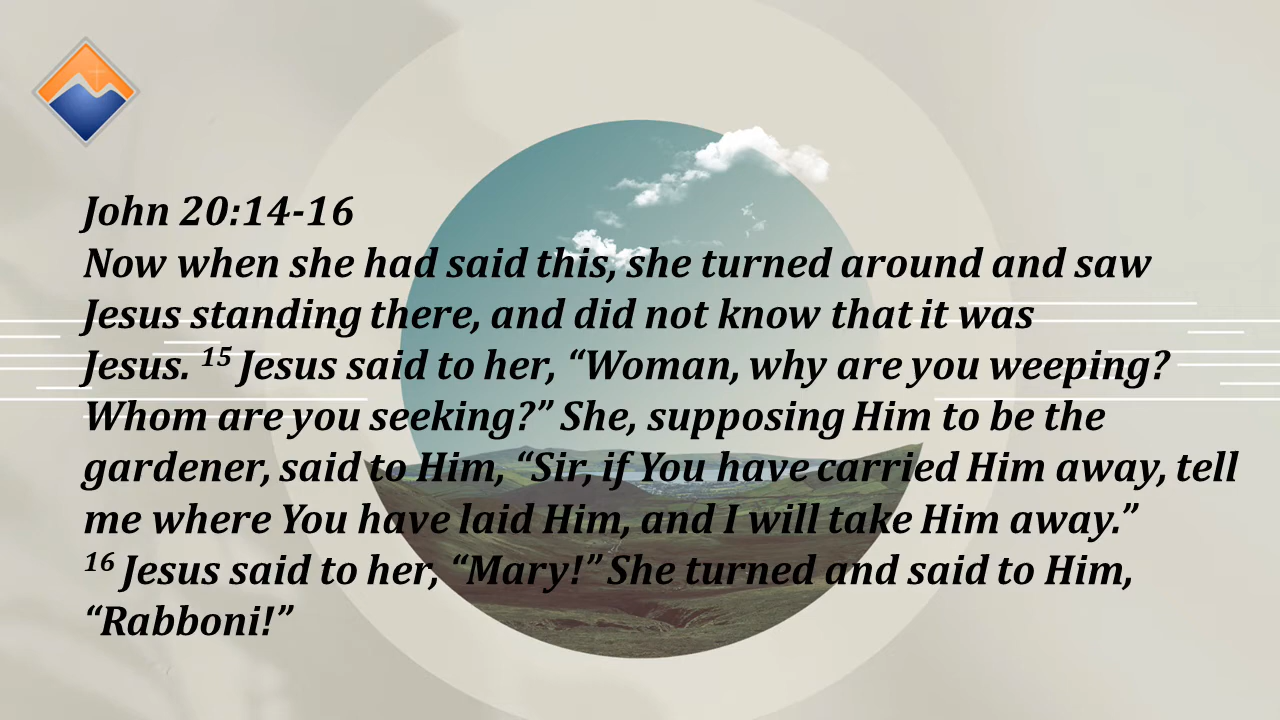 John 20:14-16
Now when she had said this, she turned around and saw
Jesus standing there, and did not know that it was
Jesus. 15 Jesus said to her, “Woman, why are you weeping?
Whom are you seeking?” She, supposing Him to be the
gardener, said to Him, “Sir, if You have carried Him away, tell
me where You have laid Him, and I will take Him away.”
16 Jesus said to her, “Mary!” She turned and said to Him,
“Rabboni!”